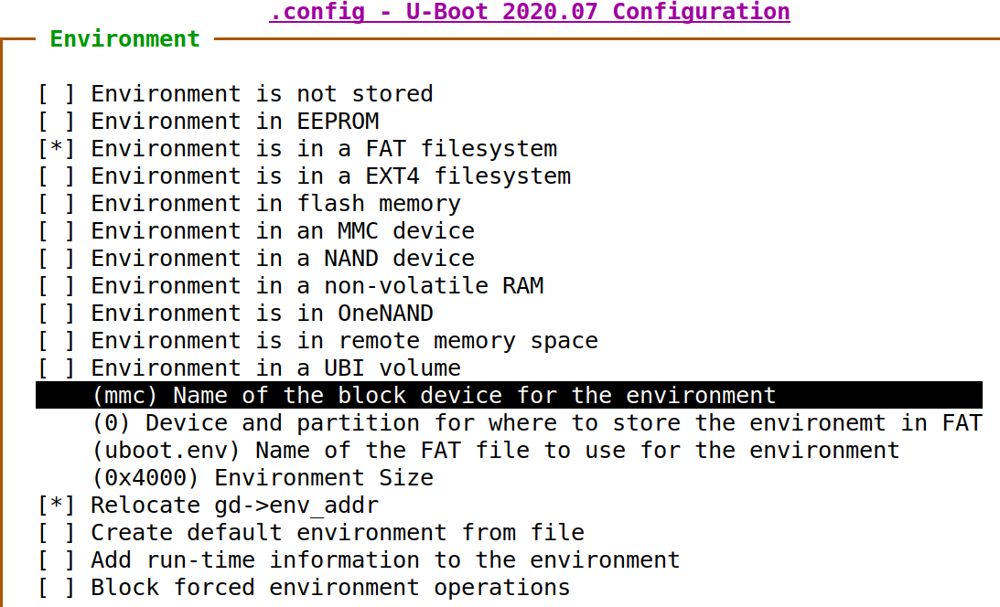 .config - U-Boot 2020.07 Configuration
Environment
[ ] Environment is not stored
[ ] Environment in EEPROM
[*] Environment is in a FAT filesystem
[ ] Environment is in a EXT4 filesystem
[ ] Environment in flash memory
[ ] Environment in an MMC device
[ ] Environment in a NAND device
[ ] Environment in a non-volatile RAM
[ ] Environment is in OneNAND
[ ] Environment is in remote memory space
[ ] Environment in a UBI volume
(mmc) Name of the block device for the environment
(0) Device and partition for where to store the environemt in FAT
(uboot.env) Name of the FAT file to use for the environment
(0x4000) Environment Size
[*] Relocate gd->env_addr
[ ] Create default environment from file
[ ] Add run-time information to the environment
[ ] Block forced environment operations